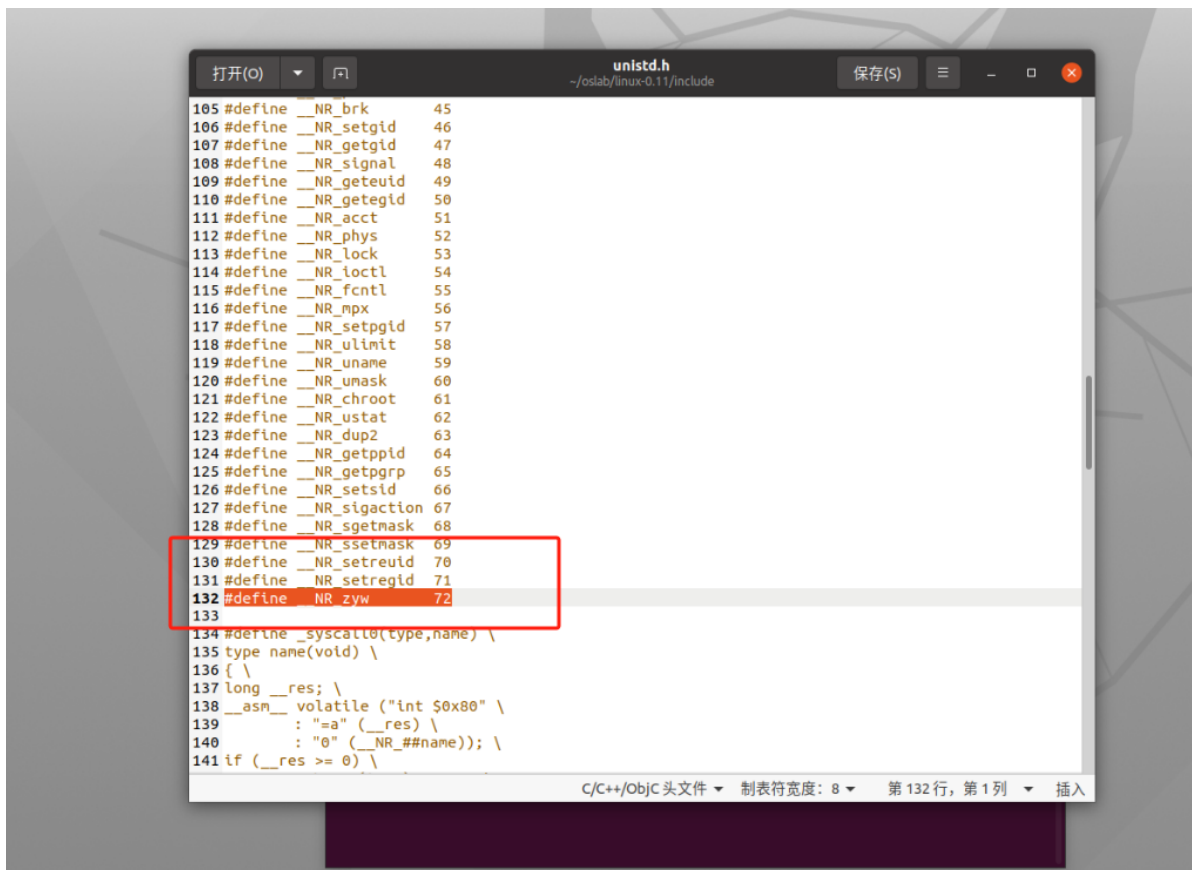 打开(O)
unistd.h
~/oslab/linux-0.11/include
保存(S)
105 #define __NR_brk 45
106 #define __NR_setgid 46
107 #define __NR_getgid 47
108 #define __NR_signal 48
109 #define __NR_geteuid 49
110 #define __NR_getegid 50
111 #define __NR_acct 51
112 #define __NR_phys 52
113 #define __NR_lock 53
114 #define __NR_ioctl 54
115 #define __NR_fcntl 55
116 #define __NR_mpx 56
117 #define __NR_setpgid 57
118 #define __NR_ulimit 58
119 #define __NR_uname 59
120 #define __NR_umask 60
121 #define __NR_chroot 61
122 #define __NR_ustat 62
123 #define __NR_dup2 63
124 #define __NR_getppid 64
125 #define __NR_getpgrp 65
126 #define __NR_setsid 66
127 #define __NR_sigaction 67
128 #define __NR_sgetmask 68
129 #define __NR_ssetmask 69
130 #define __NR_setreuid 70
131 #define __NR_setregid 71
132 #define __NR_zyw 72
133
134 #define _syscall0(type,name) \
135 type name(void) \
136 { \
137 long __res; \
138 __asm__ volatile ("int $0x80" \
139 : "=a" (__res) \
140 : "0" (__NR_##name)); \
141 if (__res >= 0) \
C/C++/ObjC 头文件 制表符宽度：8 第 132 行，第 1 列 插入